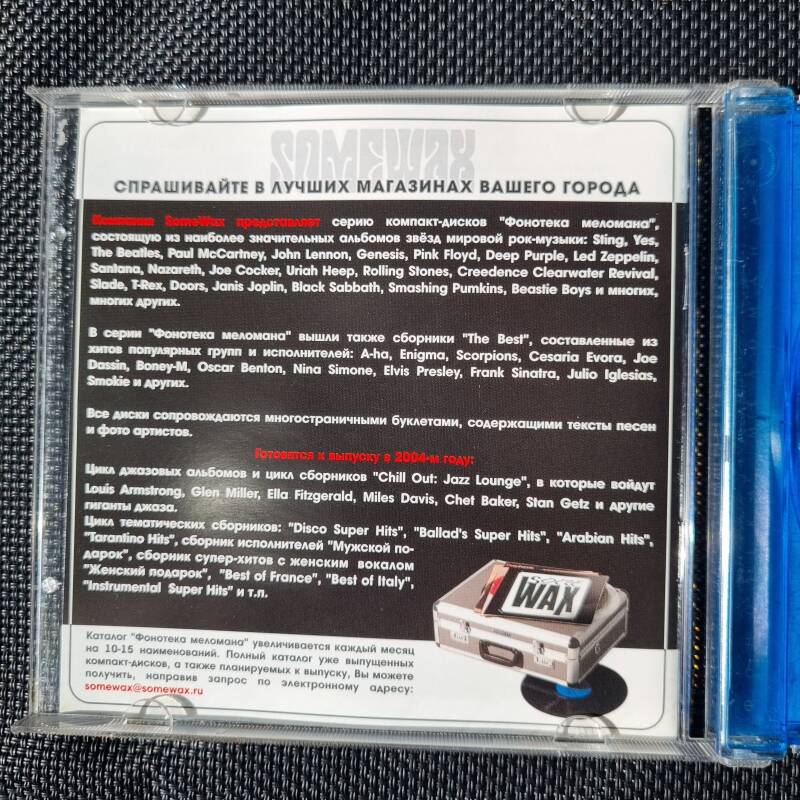 SOMEWAX
СПРАШИВАЙТЕ В ЛУЧШИХ МАГАЗИНАХ ВАШЕГО ГОРОДА
Компания SomeWax представляет серию компакт-дисков "Фонотека меломана",
состоящую из наиболее значительных альбомов звёзд мировой рок-музыки: Sting, Yes,
The Beatles, Paul McCartney, John Lennon, Genesis, Pink Floyd, Deep Purple, Led Zeppelin,
Santana, Nazareth, Joe Cocker, Uriah Heep, Rolling Stones, Creedence Clearwater Revival,
Slade, T-Rex, Doors, Janis Joplin, Black Sabbath, Smashing Pumkins, Beastie Boys и многих,
многих других.
В серии "Фонотека меломана" вышли также сборники "The Best", составленные из
хитов популярных групп и исполнителей: A-ha, Enigma, Scorpions, Cesaria Evora, Joe
Dassin, Boney-M, Oscar Benton, Nina Simone, Elvis Presley, Frank Sinatra, Julio Iglesias,
Smokie и других.
Все диски сопровождаются многостраничными буклетами, содержащими тексты песен
и фото артистов.
Готовятся к выпуску в 2004-м году:
Цикл джазовых альбомов и цикл сборников "Chill Out: Jazz Lounge", в которые войдут
Louis Armstrong, Glen Miller, Ella Fitzgerald, Miles Davis, Chet Baker, Stan Getz и другие
гиганты джаза.
Цикл тематических сборников: "Disco Super Hits", "Ballad's Super Hits", "Arabian Hits",
"Tarantino Hits", сборник исполнителей "Мужской по-
дарок", сборник супер-хитов с женским вокалом
"Женский подарок", "Best of France", "Best of Italy",
"Instrumental Super Hits" и т.п.
WAX
Каталог "Фонотека меломана" увеличивается каждый месяц
на 10-15 наименований. Полный каталог уже выпущенных
компакт-дисков, а также планируемых к выпуску, Вы можете
получить, направив запрос по электронному адресу:
somewax@somewax.ru